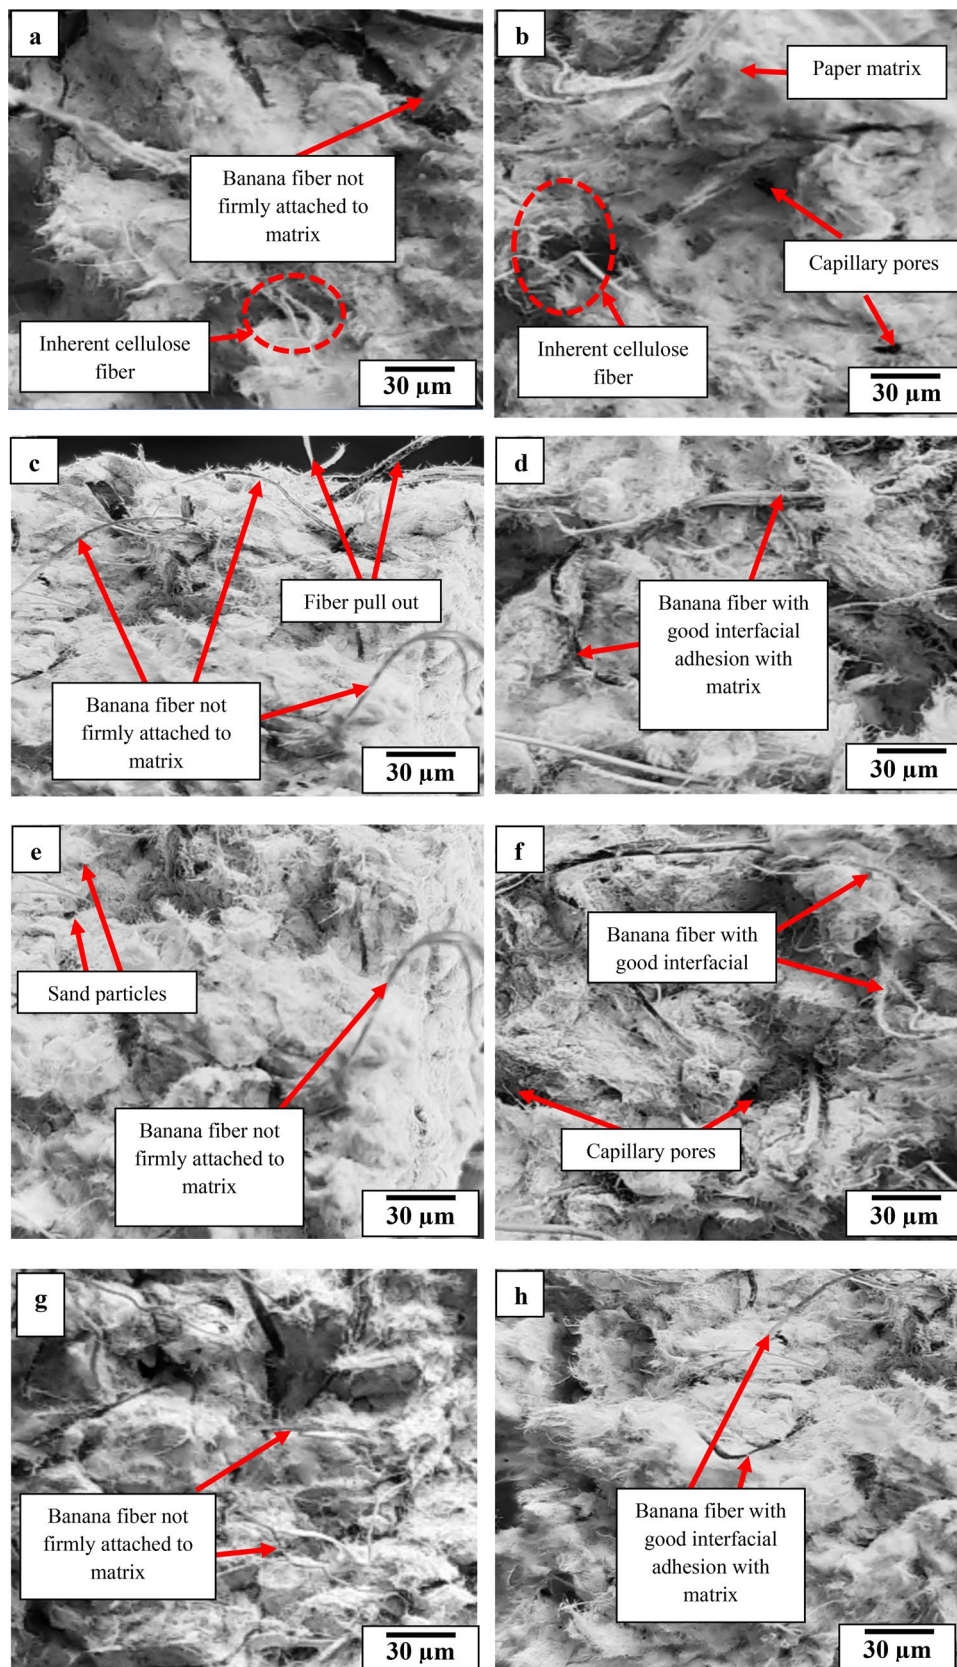 a
Banana fiber not
firmly attached to
matrix
Inherent cellulose
fiber
30 µm
b
Paper matrix
Capillary pores
Inherent cellulose
fiber
30 µm
c
Fiber pull out
Banana fiber not
firmly attached to
matrix
30 µm
d
Banana fiber with
good interfacial
adhesion with
matrix
30 µm
e
Sand particles
Banana fiber not
firmly attached to
matrix
30 µm
f
Banana fiber with
good interfacial
Capillary pores
30 µm
g
Banana fiber not
firmly attached to
matrix
30 µm
h
Banana fiber with
good interfacial
adhesion with
matrix
30 µm